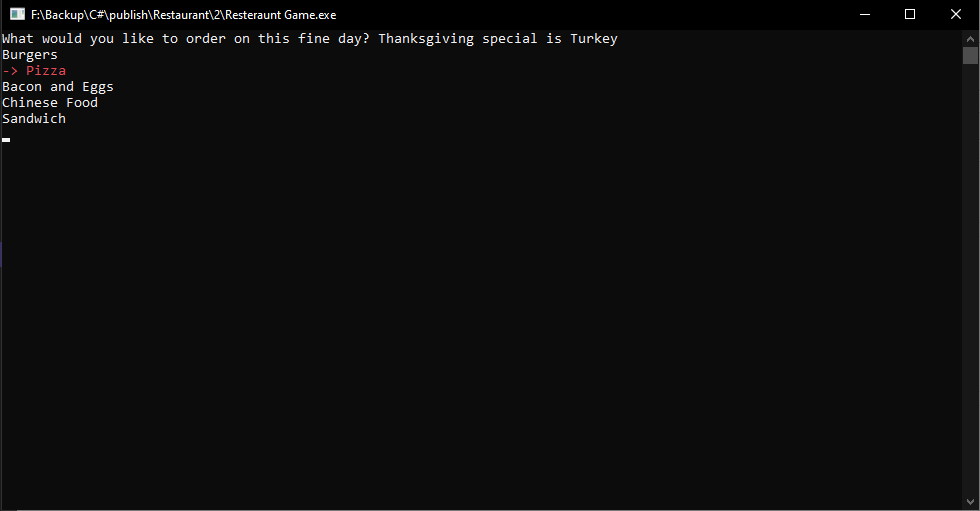 F:\Backup\C#\publish\Restaurant\2\Resteraunt Game.exe
What would you like to order on this fine day? Thanksgiving special is Turkey
Burgers
-> Pizza
Bacon and Eggs
Chinese Food
Sandwich